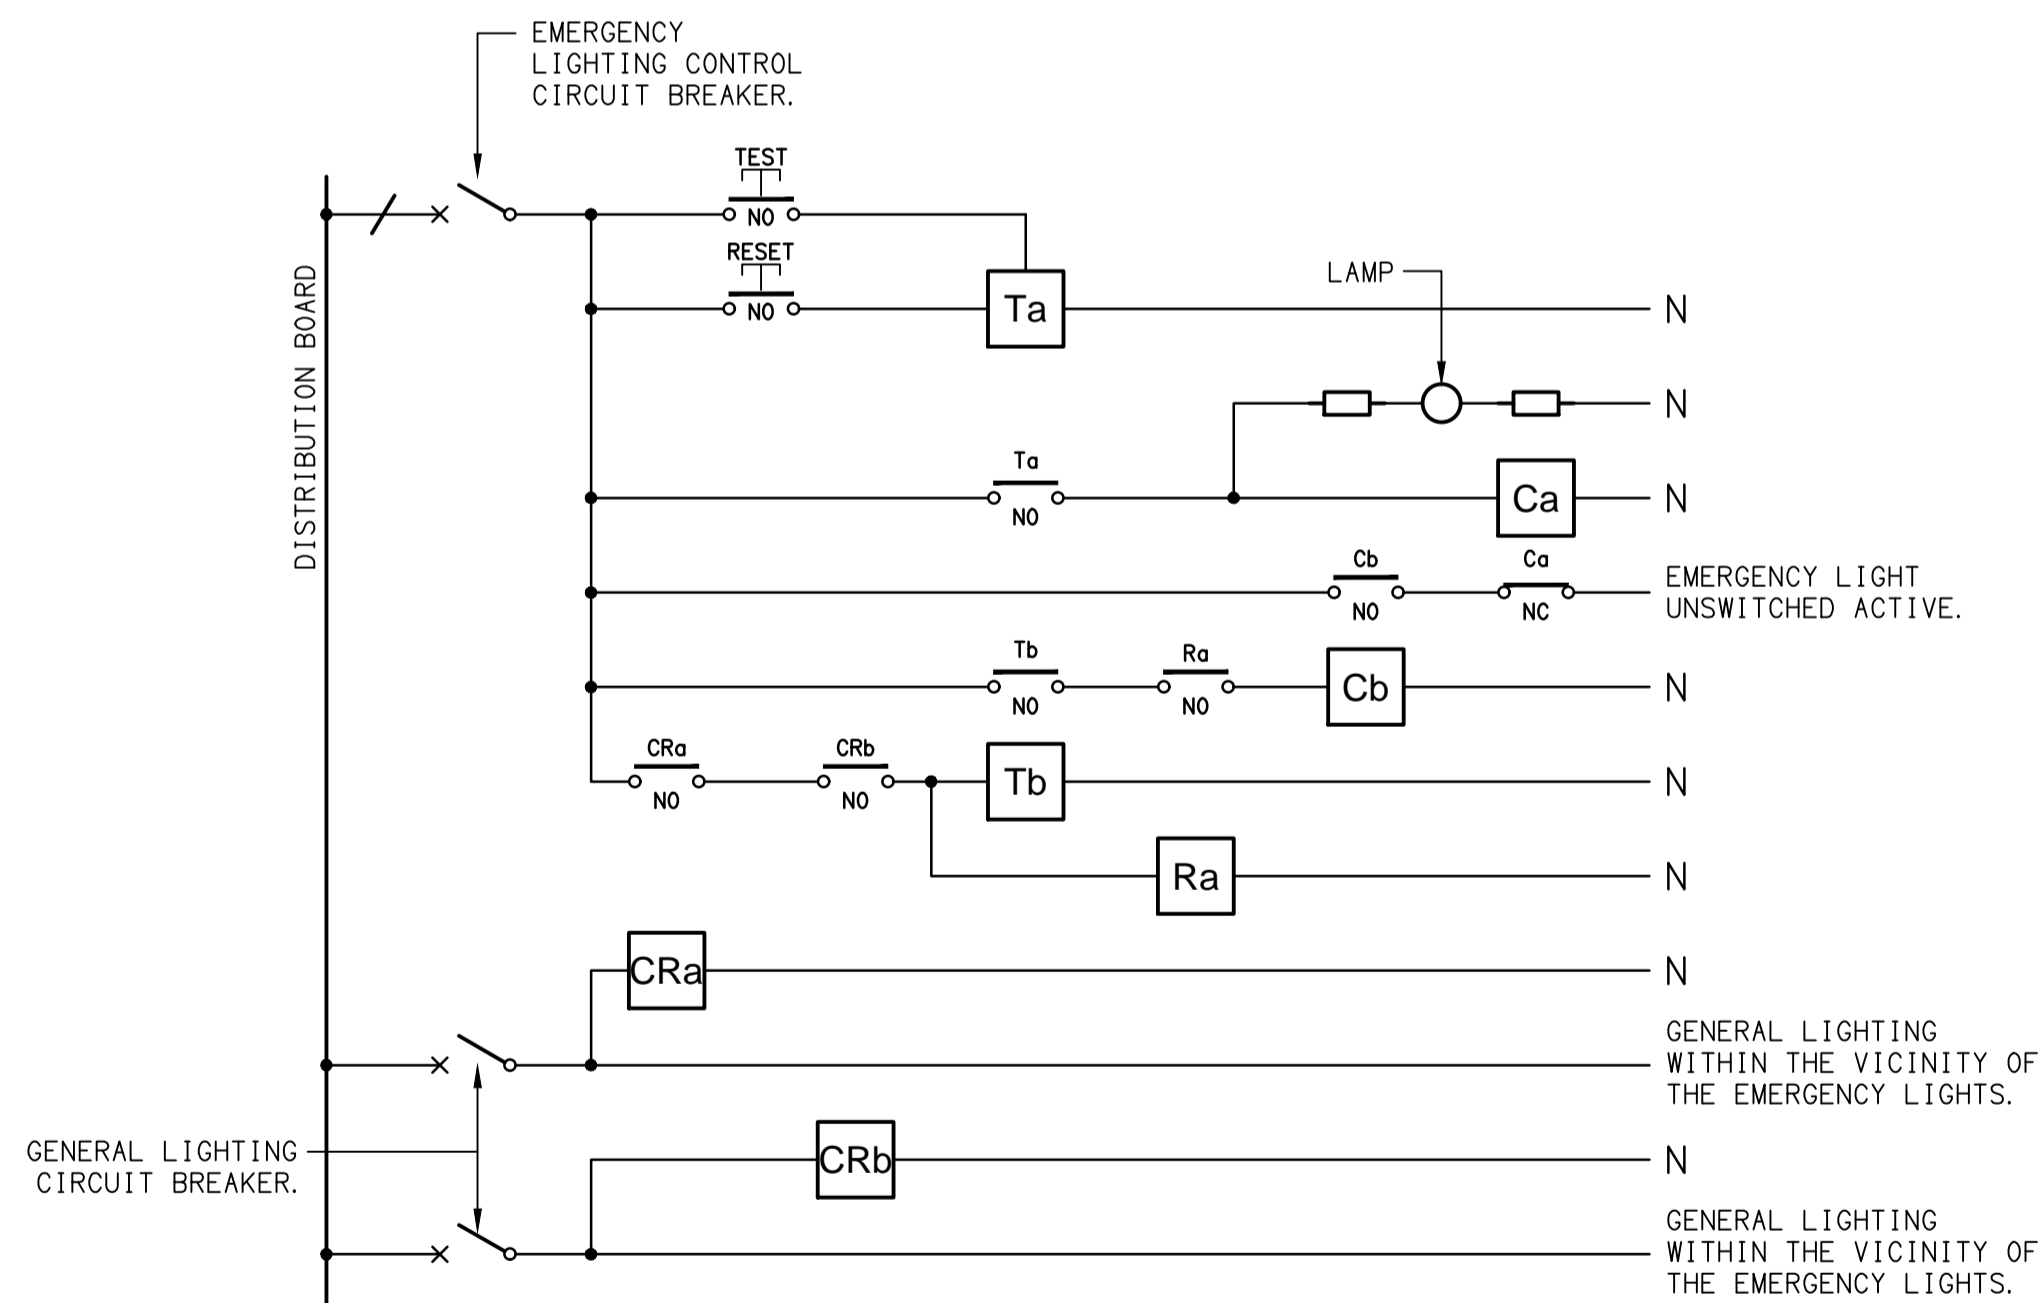 EMERGENCY
LIGHTING CONTROL
CIRCUIT BREAKER.
TEST
NO
RESET
NO
Ta
N
LAMP
N
DISTRIBUTION BOARD
Ta
NO
Ca
N
Cb
NO
Ca
NC
EMERGENCY LIGHT
UNSWITCHED ACTIVE.
Tb
NO
Ra
NO
Cb
N
CRa
NO
CRb
NO
Tb
N
Ra
N
CRa
N
GENERAL LIGHTING
WITHIN THE VICINITY OF
THE EMERGENCY LIGHTS.
GENERAL LIGHTING
CIRCUIT BREAKER.
CRb
N
GENERAL LIGHTING
WITHIN THE VICINITY OF
THE EMERGENCY LIGHTS.